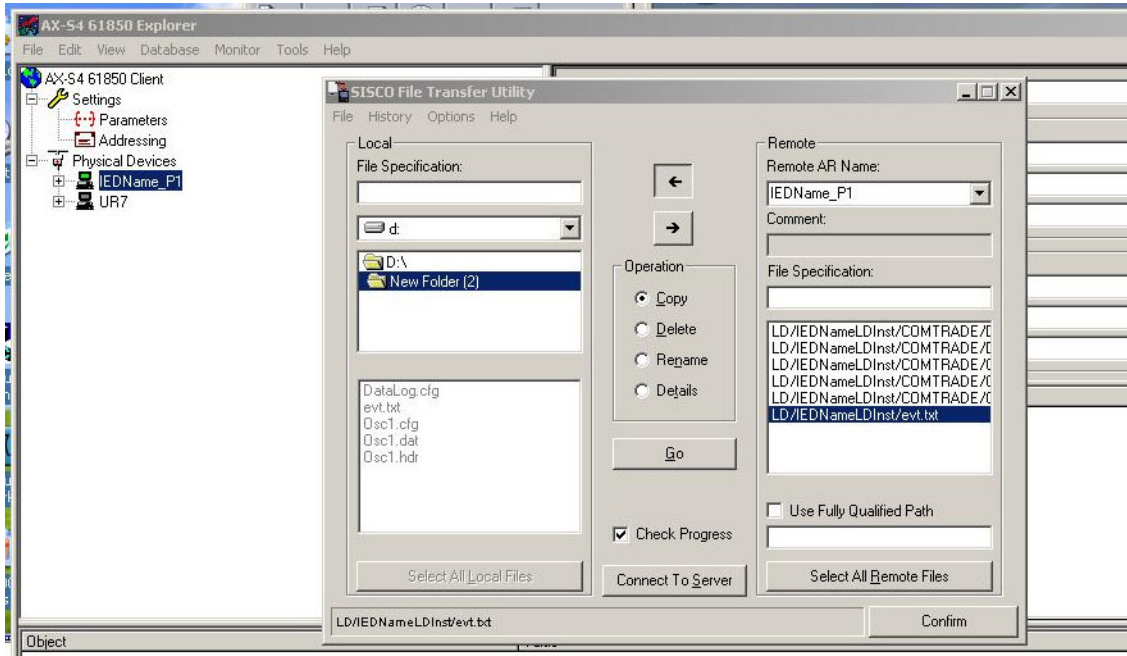 AX-S4 61850 Explorer
File Edit View Database Monitor Tools Help
AX-S4 61850 Client
Settings
Parameters
Addressing
Physical Devices
IEDName_P1
UR7
SISCO File Transfer Utility
File History Options Help
Local
File Specification:
d:
D:\
New Folder (2)
DataLog.cfg
evt.txt
Osc1.cfg
Osc1.dat
Osc1.hdr
Select All Local Files
Operation
Copy
Delete
Rename
Details
Go
Check Progress
Connect To Server
Remote
Remote AR Name:
IEDName_P1
Comment:
File Specification:
LD/IEDNameLDInst/COMTRADE/
LD/IEDNameLDInst/COMTRADE/
LD/IEDNameLDInst/COMTRADE/
LD/IEDNameLDInst/COMTRADE/
LD/IEDNameLDInst/COMTRADE/
LD/IEDNameLDInst/evt.txt
Use Fully Qualified Path
Select All Remote Files
LD/IEDNameLDInst/evt.txt
Confirm
Object